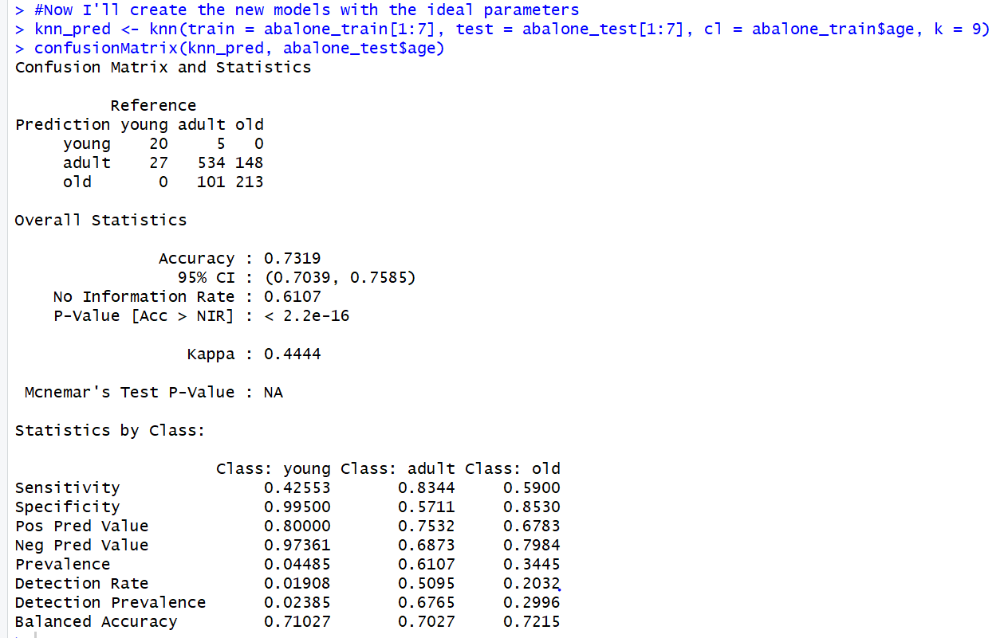 > #Now I'll create the new models with the ideal parameters
> knn_pred <- knn(train = abalone_train[1:7], test = abalone_test[1:7], cl = abalone_train$age, k = 9)
> confusionMatrix(knn_pred, abalone_test$age)
Confusion Matrix and Statistics

          Reference
Prediction young adult old
     young    20     5   0
     adult    27   534 148
     old       0   101 213

Overall Statistics

               Accuracy : 0.7319
                 95% CI : (0.7039, 0.7585)
    No Information Rate : 0.6107
    P-Value [Acc > NIR] : < 2.2e-16

                  Kappa : 0.4444

 Mcnemar's Test P-Value : NA

Statistics by Class:

                     Class: young Class: adult Class: old
Sensitivity               0.42553       0.8344     0.5900
Specificity               0.99500       0.5711     0.8530
Pos Pred Value            0.80000       0.7532     0.6783
Neg Pred Value            0.97361       0.6873     0.7984
Prevalence                0.04485       0.6107     0.3445
Detection Rate            0.01908       0.5095     0.2032
Detection Prevalence      0.02385       0.6765     0.2996
Balanced Accuracy         0.71027       0.7027     0.7215
>